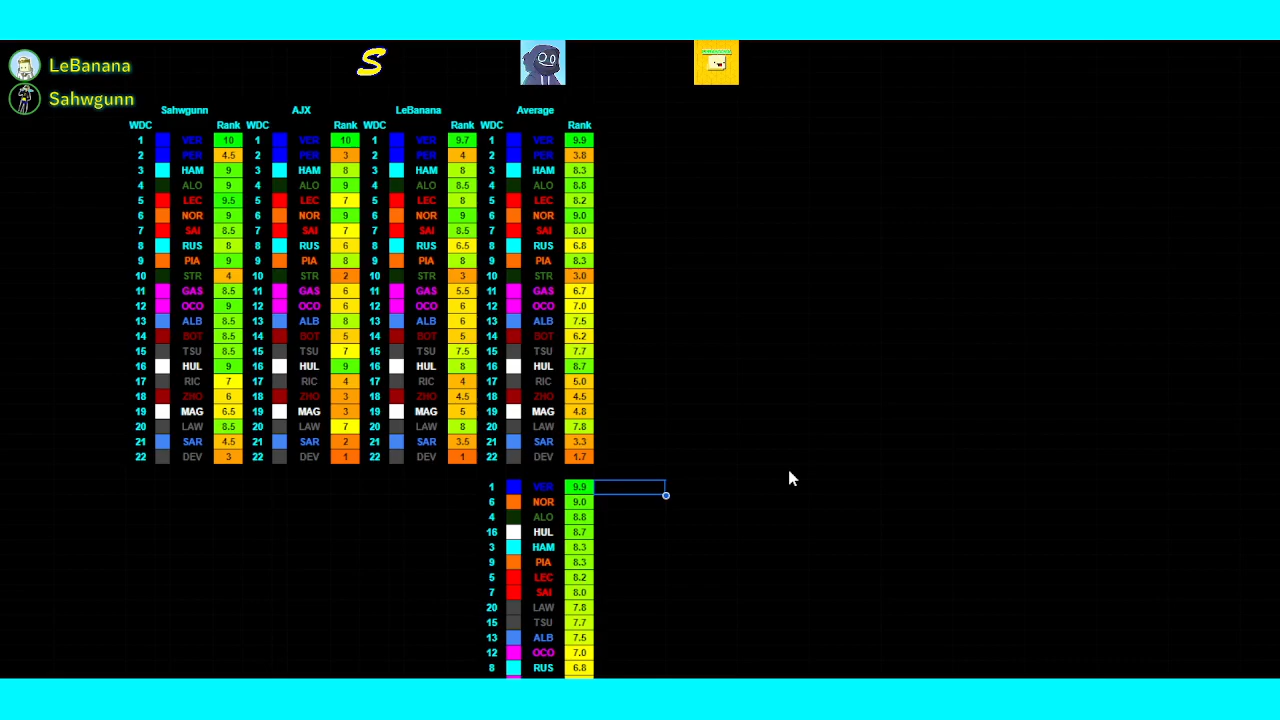 LeBanana
Sahwgunn
S
Sahwgunn AJX LeBanana Average
WDC Rank WDC Rank WDC Rank WDC Rank
1 VER 10 1 VER 10 1 VER 9.7 1 VER 9.9
2 PER 4.5 2 PER 3 2 PER 4 2 PER 3.8
3 HAM 9 3 HAM 8 3 HAM 8 3 HAM 8.3
4 ALO 9 4 ALO 9 4 ALO 8.5 4 ALO 8.8
5 LEC 9.5 5 LEC 7 5 LEC 8 5 LEC 8.2
6 NOR 9 6 NOR 9 6 NOR 9 6 NOR 9.0
7 SAI 8.5 7 SAI 7 7 SAI 8.5 7 SAI 8.0
8 RUS 8 8 RUS 6 8 RUS 6.5 8 RUS 6.8
9 PIA 9 9 PIA 8 9 PIA 8 9 PIA 8.3
10 STR 4 10 STR 2 10 STR 3 10 STR 3.0
11 GAS 8.5 11 GAS 6 11 GAS 5.5 11 GAS 6.7
12 OCO 9 12 OCO 6 12 OCO 6 12 OCO 7.0
13 ALB 8.5 13 ALB 8 13 ALB 6 13 ALB 7.5
14 BOT 8.5 14 BOT 5 14 BOT 5 14 BOT 6.2
15 TSU 8.5 15 TSU 7 15 TSU 7.5 15 TSU 7.7
16 HUL 9 16 HUL 9 16 HUL 8 16 HUL 8.7
17 RIC 7 17 RIC 4 17 RIC 4 17 RIC 5.0
18 ZHO 6 18 ZHO 3 18 ZHO 4.5 18 ZHO 4.5
19 MAG 6.5 19 MAG 3 19 MAG 5 19 MAG 4.8
20 LAW 8.5 20 LAW 7 20 LAW 8 20 LAW 7.8
21 SAR 4.5 21 SAR 2 21 SAR 3.5 21 SAR 3.3
22 DEV 3 22 DEV 1 22 DEV 1 22 DEV 1.7
1 VER 9.9
6 NOR 9.0
4 ALO 8.8
16 HUL 8.7
3 HAM 8.3
9 PIA 8.3
5 LEC 8.2
7 SAI 8.0
20 LAW 7.8
15 TSU 7.7
13 ALB 7.5
12 OCO 7.0
8 RUS 6.8